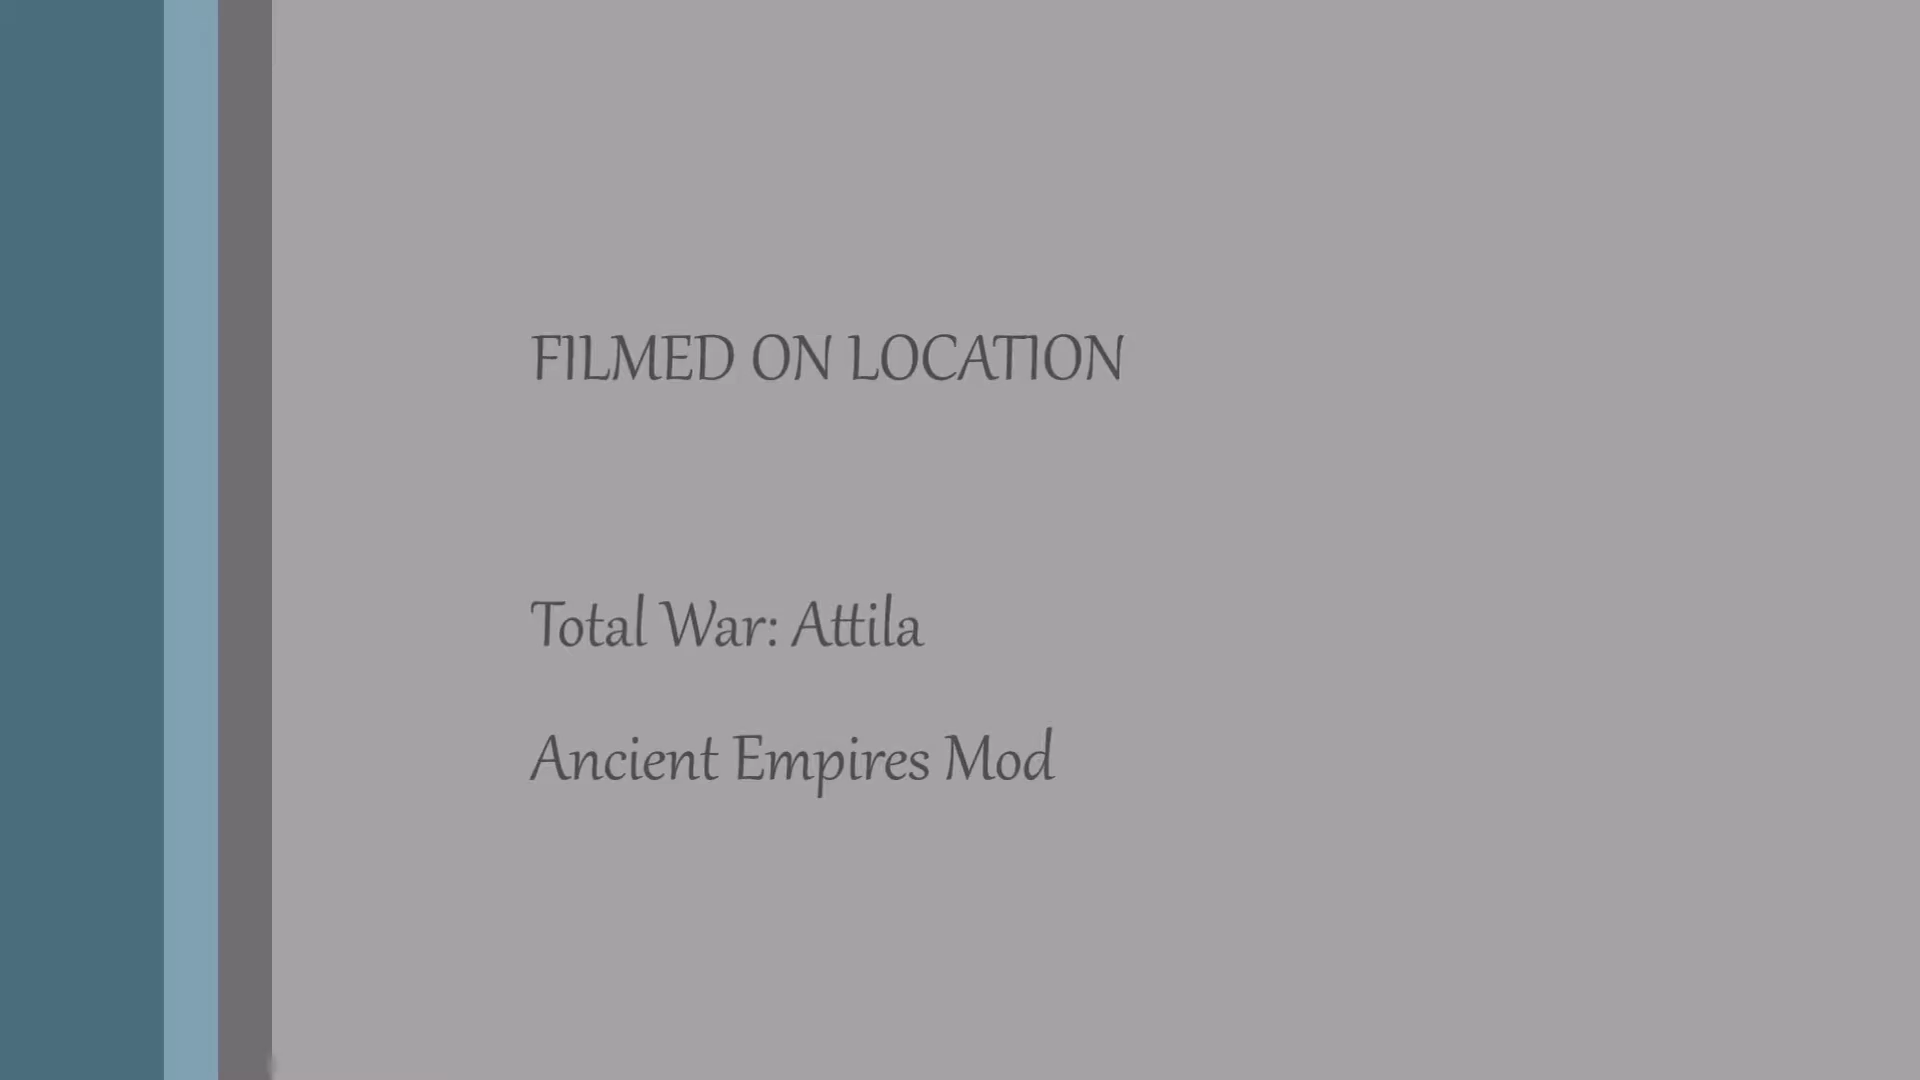 FILMED ON LOCATION
Total War: Attila
Ancient Empires Mod